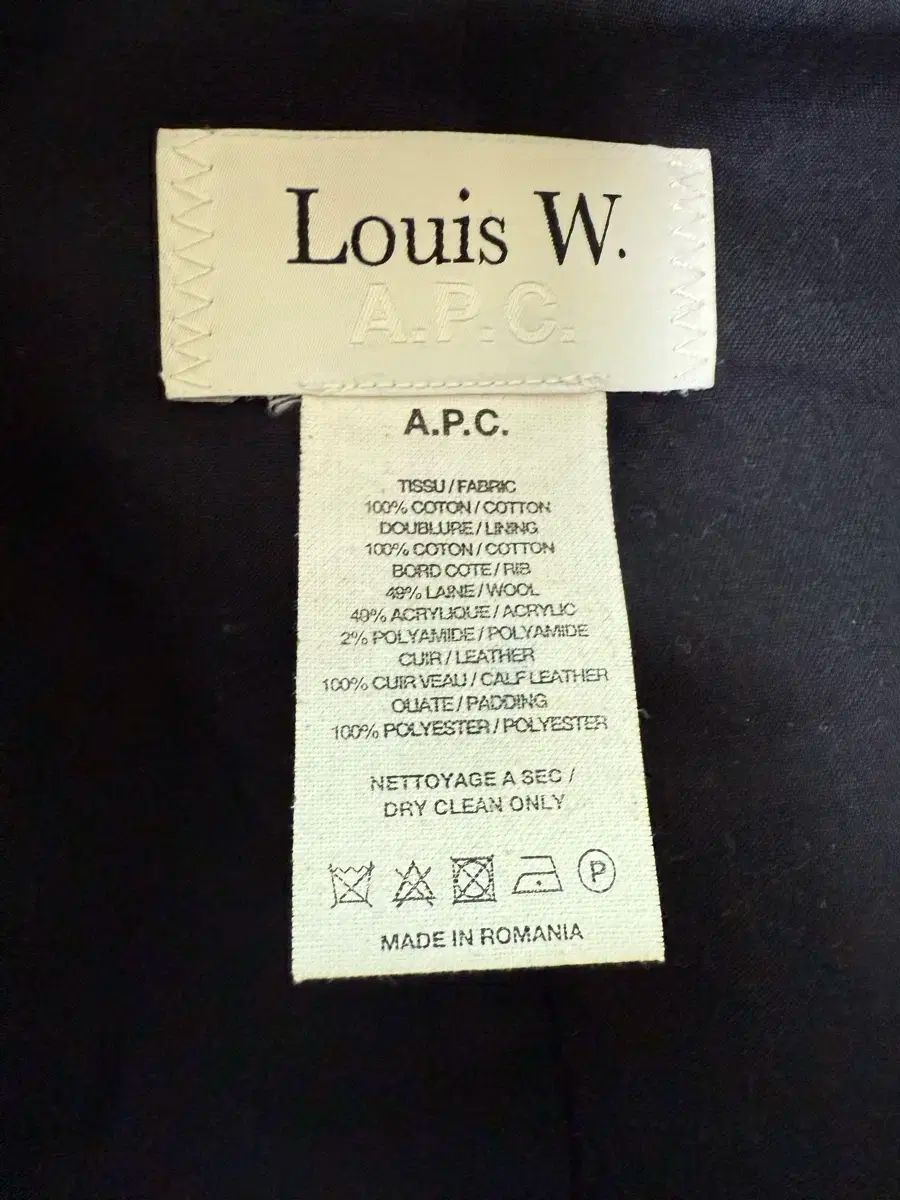 Louis W.
A.P.C.
A.P.C.
TISSU / FABRIC
100% COTON / COTTON
DOUBLURE / LINING
100% COTON / COTTON
BORD COTE / RIB
49% LAINE / WOOL
49% ACRYLIQUE / ACRYLIC
2% POLYAMIDE / POLYAMIDE
CUIR / LEATHER
100% CUIR VEAU / CALF LEATHER
OUATE / PADDING
100% POLYESTER / POLYESTER
NETTOYAGE A SEC /
DRY CLEAN ONLY
P
MADE IN ROMANIA